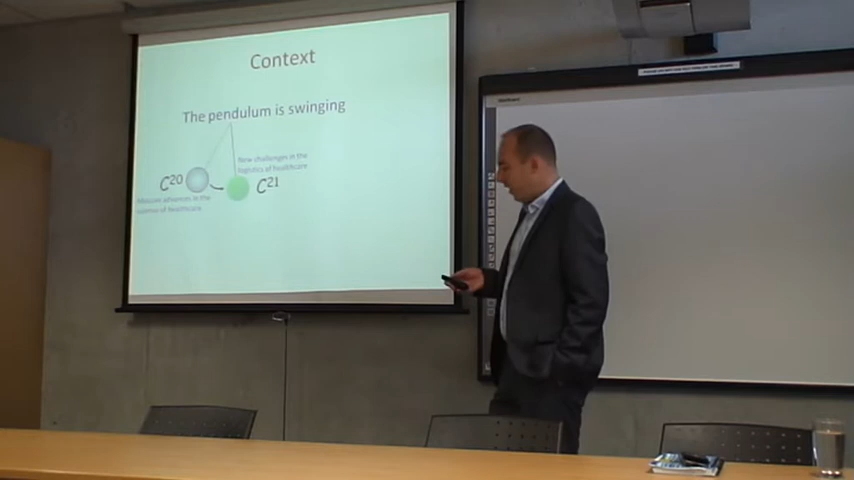 Context
The pendulum is swinging
New challenges in the
logistics of healthcare
C20
C21
Massive advances in the
science of healthcare